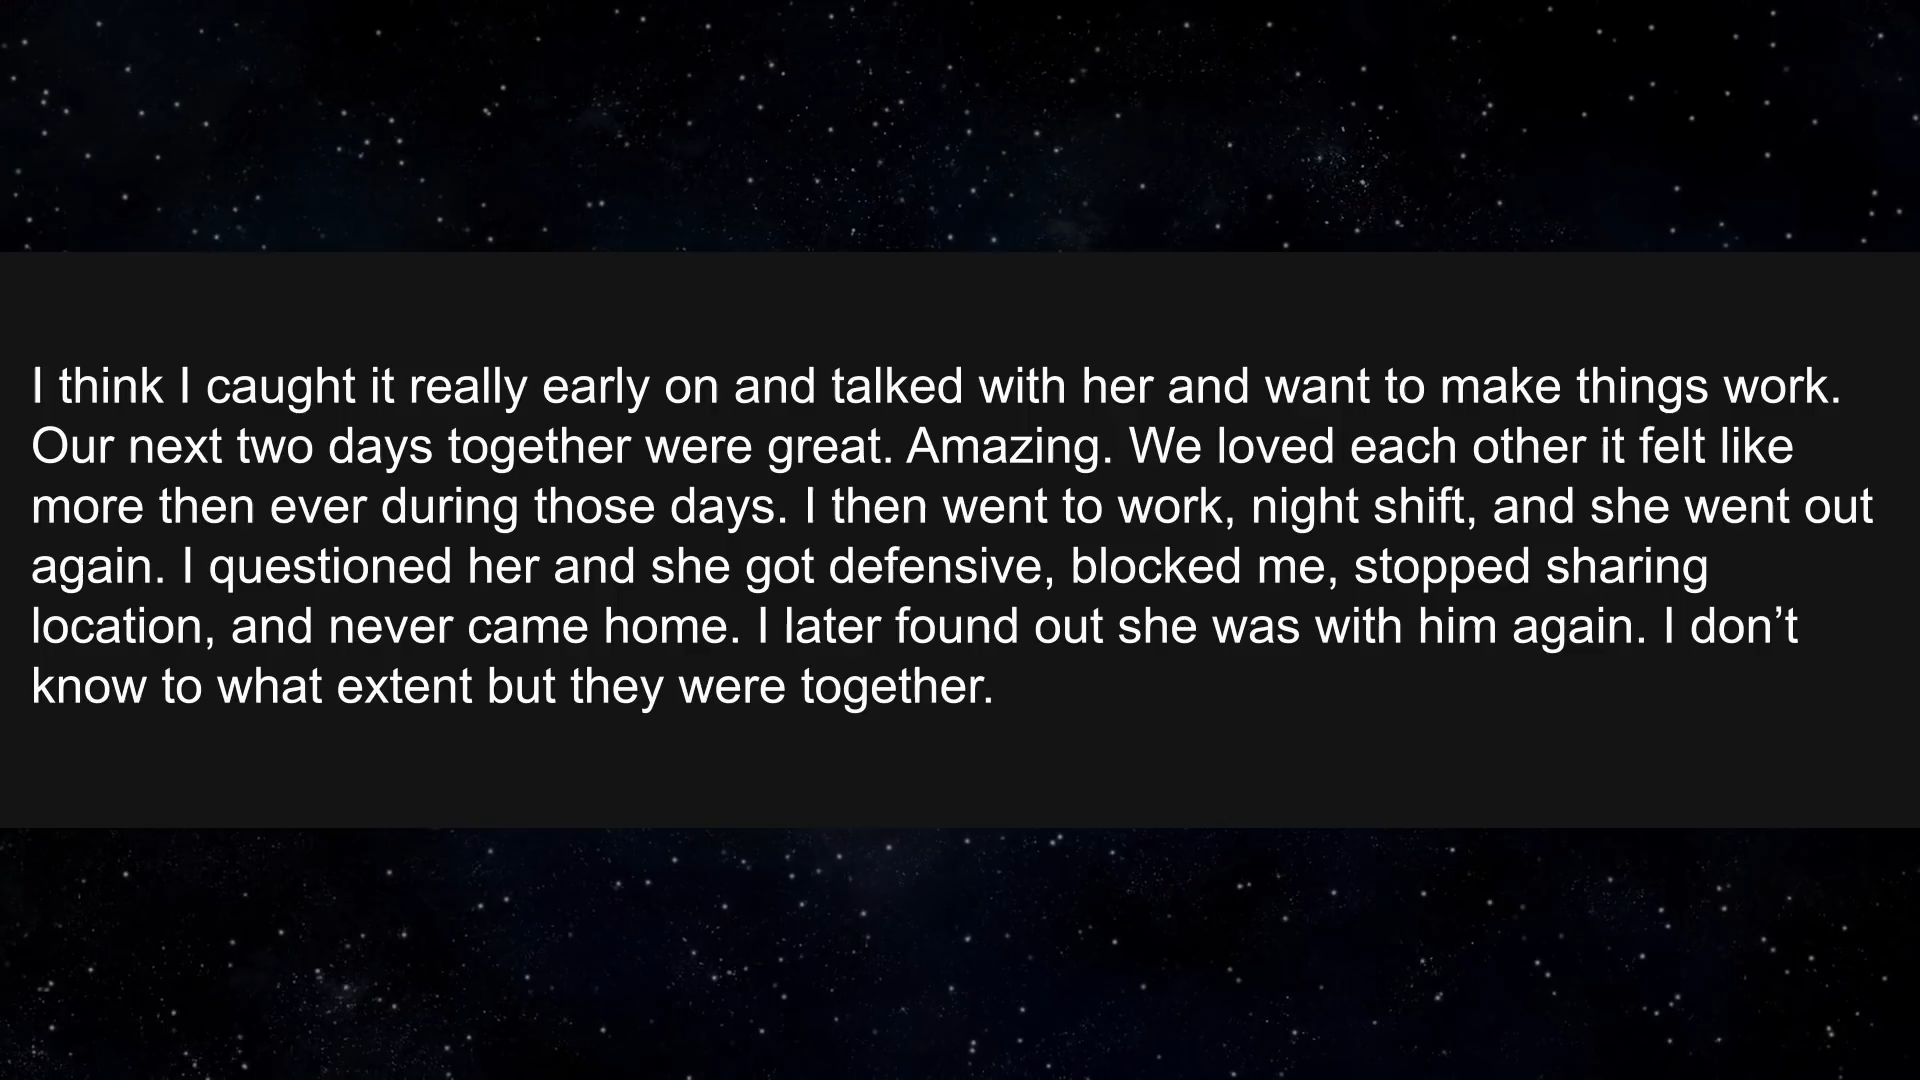 I think I caught it really early on and talked with her and want to make things work.
Our next two days together were great. Amazing. We loved each other it felt like
more then ever during those days. I then went to work, night shift, and she went out
again. I questioned her and she got defensive, blocked me, stopped sharing
location, and never came home. I later found out she was with him again. I don’t
know to what extent but they were together.